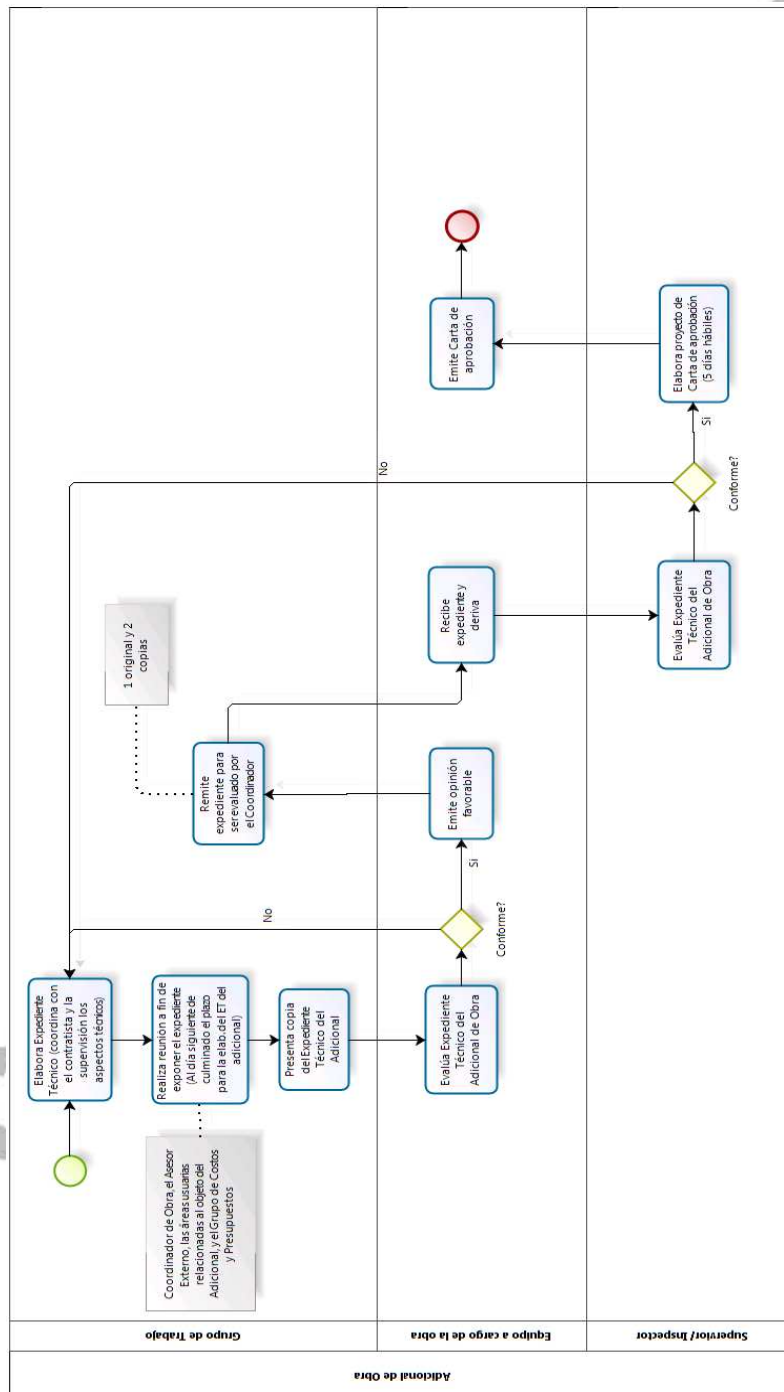 Adicional de Obra
Grupo de Trabajo
Equipo a cargo de la obra
Supervior/ Inspector
Elabora Expediente
Técnico (coordina con
el contratista y la
supervisión los
aspectos técnicos)
Realiza reunión a fin de
exponer el expediente
(Al día siguiente de
culminado el plazo
para la elab. del ET del
adicional)
Coordinador de Obra, el Asesor
Externo, las áreas usuarias
relacionadas al objeto del
Adicional, y el Grupo de Costos
y Presupuestos
Presenta copia
del Expediente
Técnico del
Adicional
Evalúa Expediente
Técnico del
Adicional de Obra
Conforme?
No
Si
Emite opinión
favorable
Remite
expediente para
ser evaluado por
el Coordinador
1 original y 2
copias
Recibe
expediente y
deriva
Evalúa Expediente
Técnico del
Adicional de Obra
Conforme?
No
Si
Elabora proyecto de
Carta de aprobación
(5 días hábiles)
Emite Carta de
aprobación